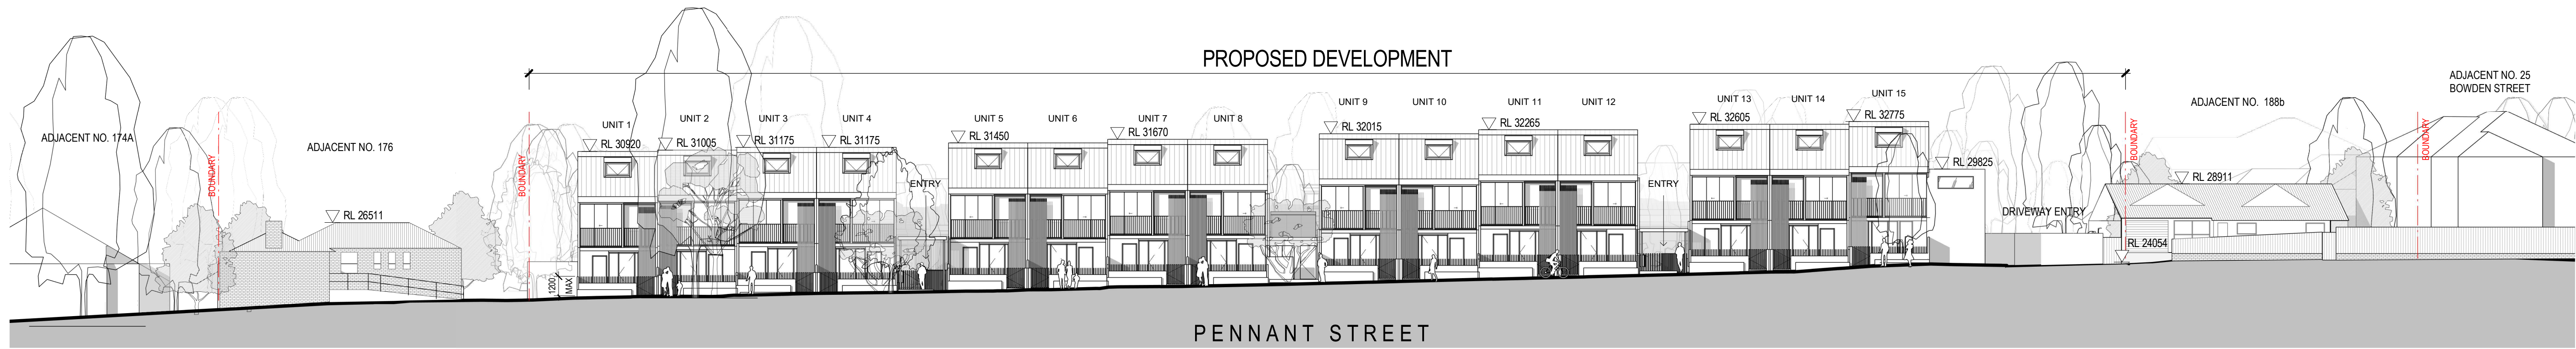 PROPOSED DEVELOPMENT
ADJACENT NO. 174A
BOUNDARY
ADJACENT NO. 176
RL 26511
BOUNDARY
1200
MAX
UNIT 1
RL 30920
UNIT 2
RL 31005
UNIT 3
RL 31175
UNIT 4
RL 31175
ENTRY
UNIT 5
RL 31450
UNIT 6
UNIT 7
RL 31670
UNIT 8
UNIT 9
RL 32015
UNIT 10
UNIT 11
RL 32265
UNIT 12
ENTRY
UNIT 13
RL 32605
UNIT 14
UNIT 15
RL 32775
RL 29825
DRIVEWAY ENTRY
BOUNDARY
RL 24054
ADJACENT NO. 188b
RL 28911
BOUNDARY
ADJACENT NO. 25
BOWDEN STREET
PENNANT STREET